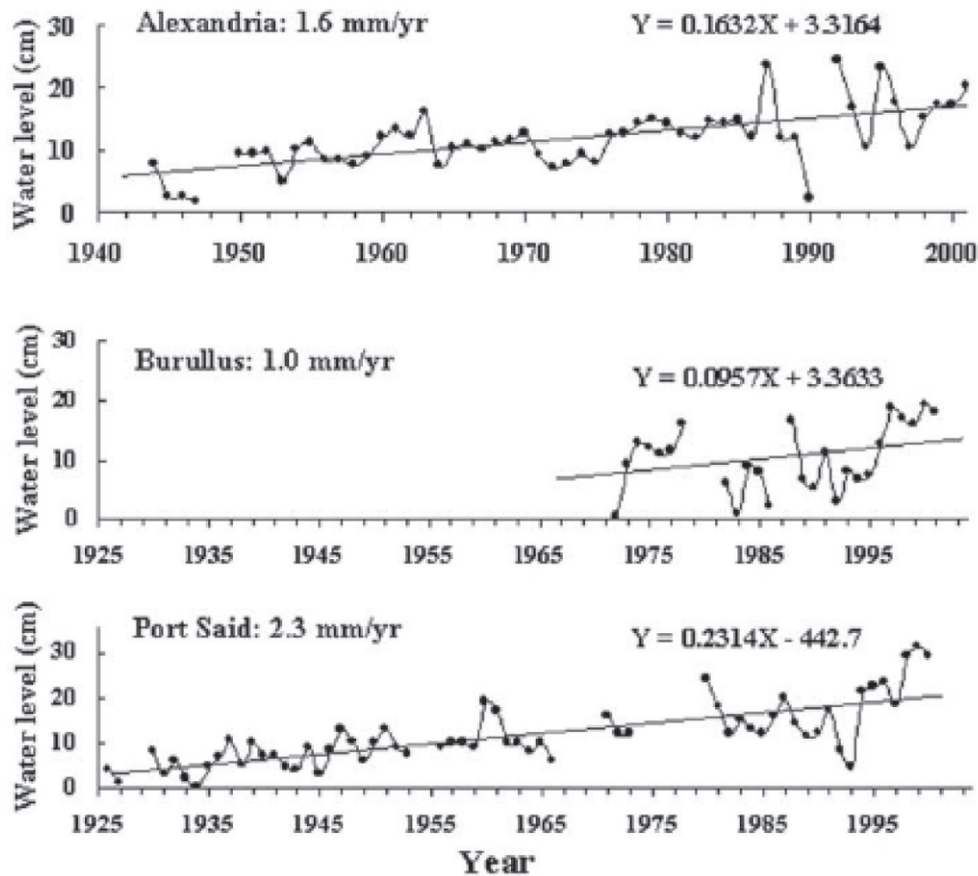 Alexandria: 1.6 mm/yr
Y = 0.1632X + 3.3164
Water level (cm)
30
20
10
0
1940 1950 1960 1970 1980 1990 2000
Burullus: 1.0 mm/yr
Y = 0.0957X + 3.3633
Water level (cm)
30
20
10
0
1925 1935 1945 1955 1965 1975 1985 1995
Port Said: 2.3 mm/yr
Y = 0.2314X - 442.7
Water level (cm)
30
20
10
0
1925 1935 1945 1955 1965 1975 1985 1995
Year